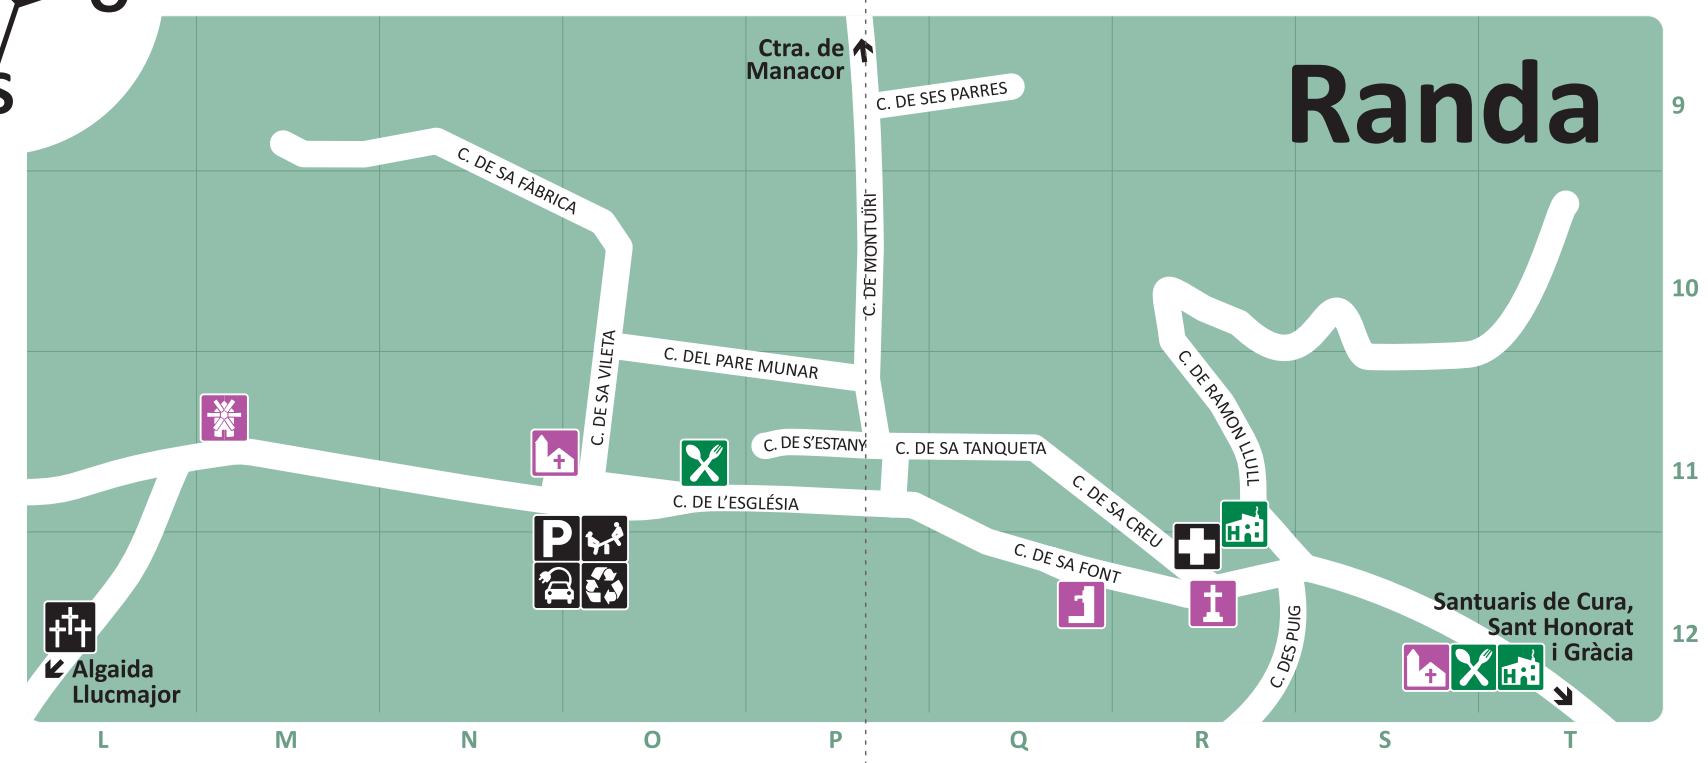 S
Ctra. de
Manacor
Randa
9
C. DE SES PARRES
C. DE SA FÀBRICA
C. DE MONTUÏRI
10
C. DE SA VILETA
C. DEL PARE MUNAR
C. DE RAMON LLULL
C. DE S'ESTANY
C. DE SA TANQUETA
11
C. DE L'ESGLÉSIA
C. DE SA CREU
H
P
C. DE SA FONT
Santuaris de Cura,
Sant Honorat
i Gràcia
12
C. DES PUIG
H
Algaida
Llucmajor
L M N O P Q R S T